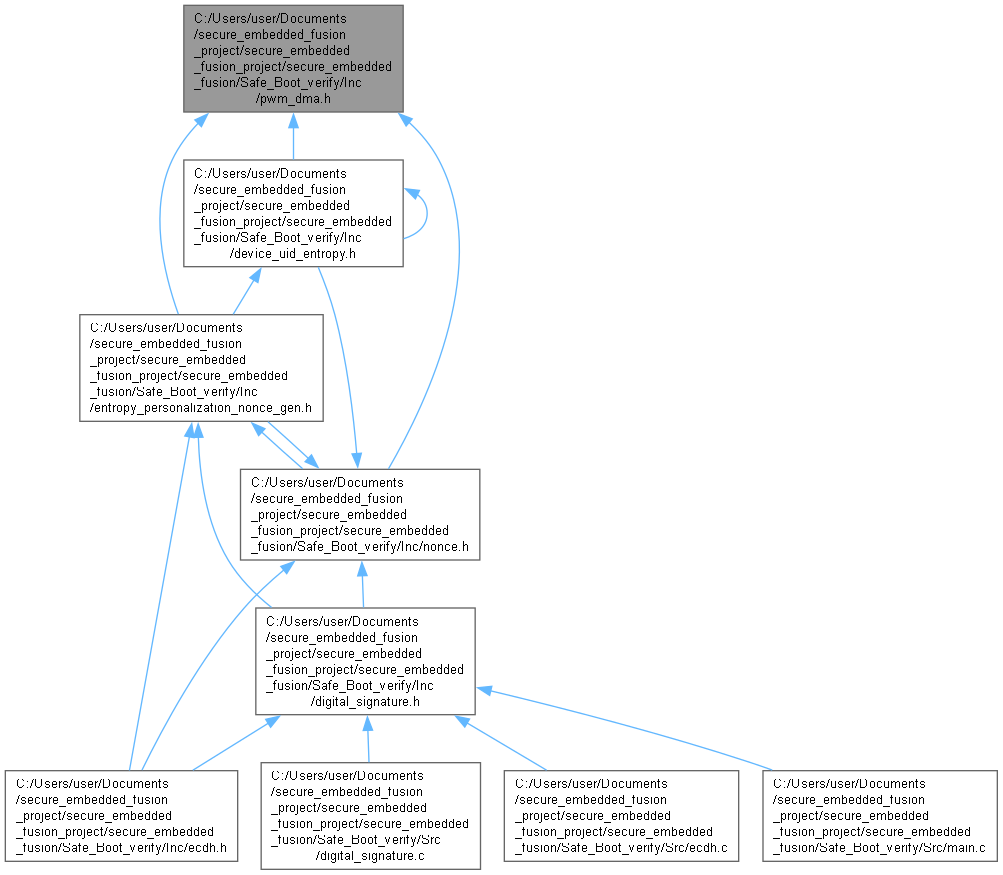 C:/Users/user/Documents
/secure_embedded_fusion
_project/secure_embedded
_fusion_project/secure_embedded
_fusion/Safe_Boot_verify/Inc
/pwm_dma.h
C:/Users/user/Documents
/secure_embedded_fusion
_project/secure_embedded
_fusion_project/secure_embedded
_fusion/Safe_Boot_verify/Inc
/device_uid_entropy.h
C:/Users/user/Documents
/secure_embedded_fusion
_project/secure_embedded
_fusion_project/secure_embedded
_fusion/Safe_Boot_verify/Inc
/entropy_personalization_nonce_gen.h
C:/Users/user/Documents
/secure_embedded_fusion
_project/secure_embedded
_fusion_project/secure_embedded
_fusion/Safe_Boot_verify/Inc/nonce.h
C:/Users/user/Documents
/secure_embedded_fusion
_project/secure_embedded
_fusion_project/secure_embedded
_fusion/Safe_Boot_verify/Inc
/digital_signature.h
C:/Users/user/Documents
/secure_embedded_fusion
_project/secure_embedded
_fusion_project/secure_embedded
_fusion/Safe_Boot_verify/Inc/ecdh.h
C:/Users/user/Documents
/secure_embedded_fusion
_project/secure_embedded
_fusion_project/secure_embedded
_fusion/Safe_Boot_verify/Src
/digital_signature.c
C:/Users/user/Documents
/secure_embedded_fusion
_project/secure_embedded
_fusion_project/secure_embedded
_fusion/Safe_Boot_verify/Src/ecdh.c
C:/Users/user/Documents
/secure_embedded_fusion
_project/secure_embedded
_fusion_project/secure_embedded
_fusion/Safe_Boot_verify/Src/main.c